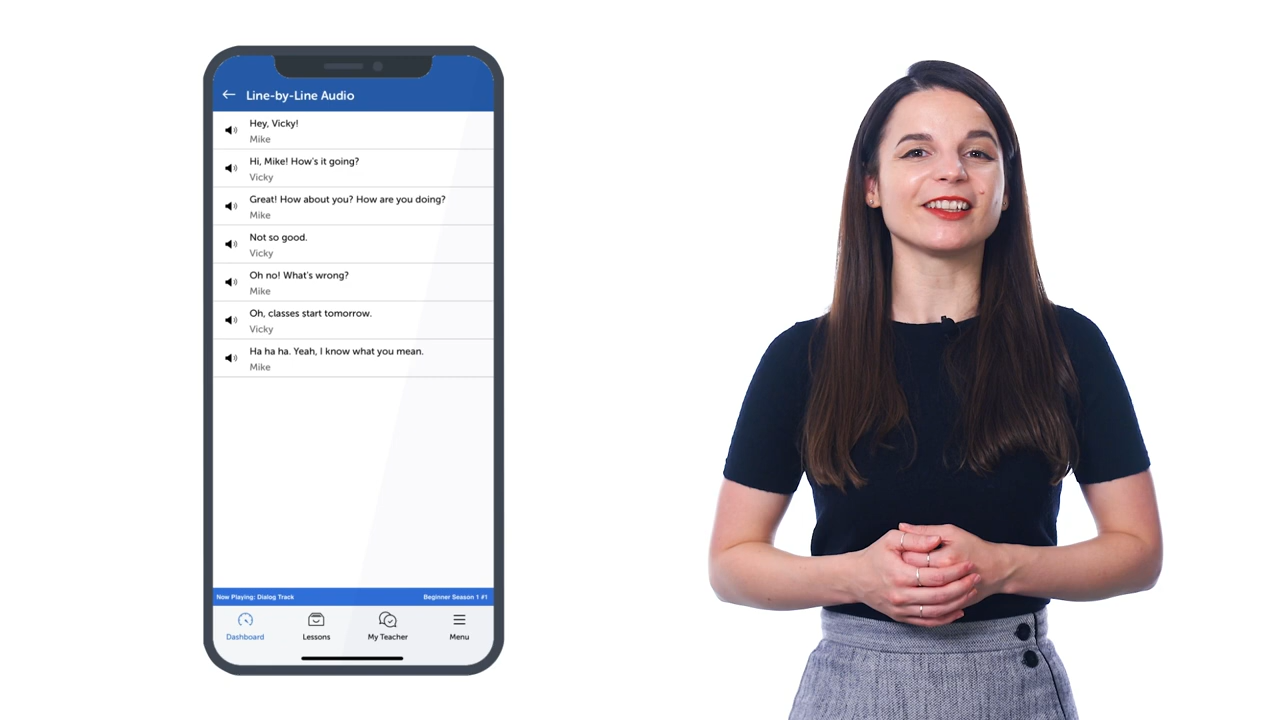 Line-by-Line Audio
Hey, Vicky!
Mike
Hi, Mike! How's it going?
Vicky
Great! How about you? How are you doing?
Mike
Not so good.
Vicky
Oh no! What's wrong?
Mike
Oh, classes start tomorrow.
Vicky
Ha ha ha. Yeah, I know what you mean.
Mike
Now Playing: Dialog Track Beginner Season 1 #1
Dashboard Lessons My Teacher Menu